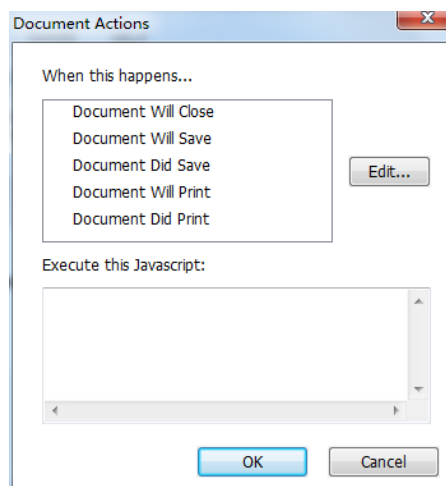 Document Actions
When this happens...
Document Will Close
Document Will Save
Document Did Save
Document Will Print
Document Did Print
Edit...
Execute this Javascript:
OK
Cancel